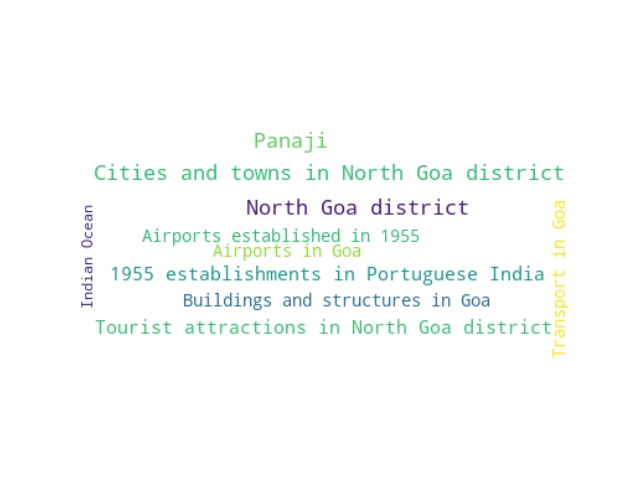 Panaji
Cities and towns in North Goa district
North Goa district
Indian Ocean
Transport in Goa
Airports established in 1955
Airports in Goa
1955 establishments in Portuguese India
Buildings and structures in Goa
Tourist attractions in North Goa district